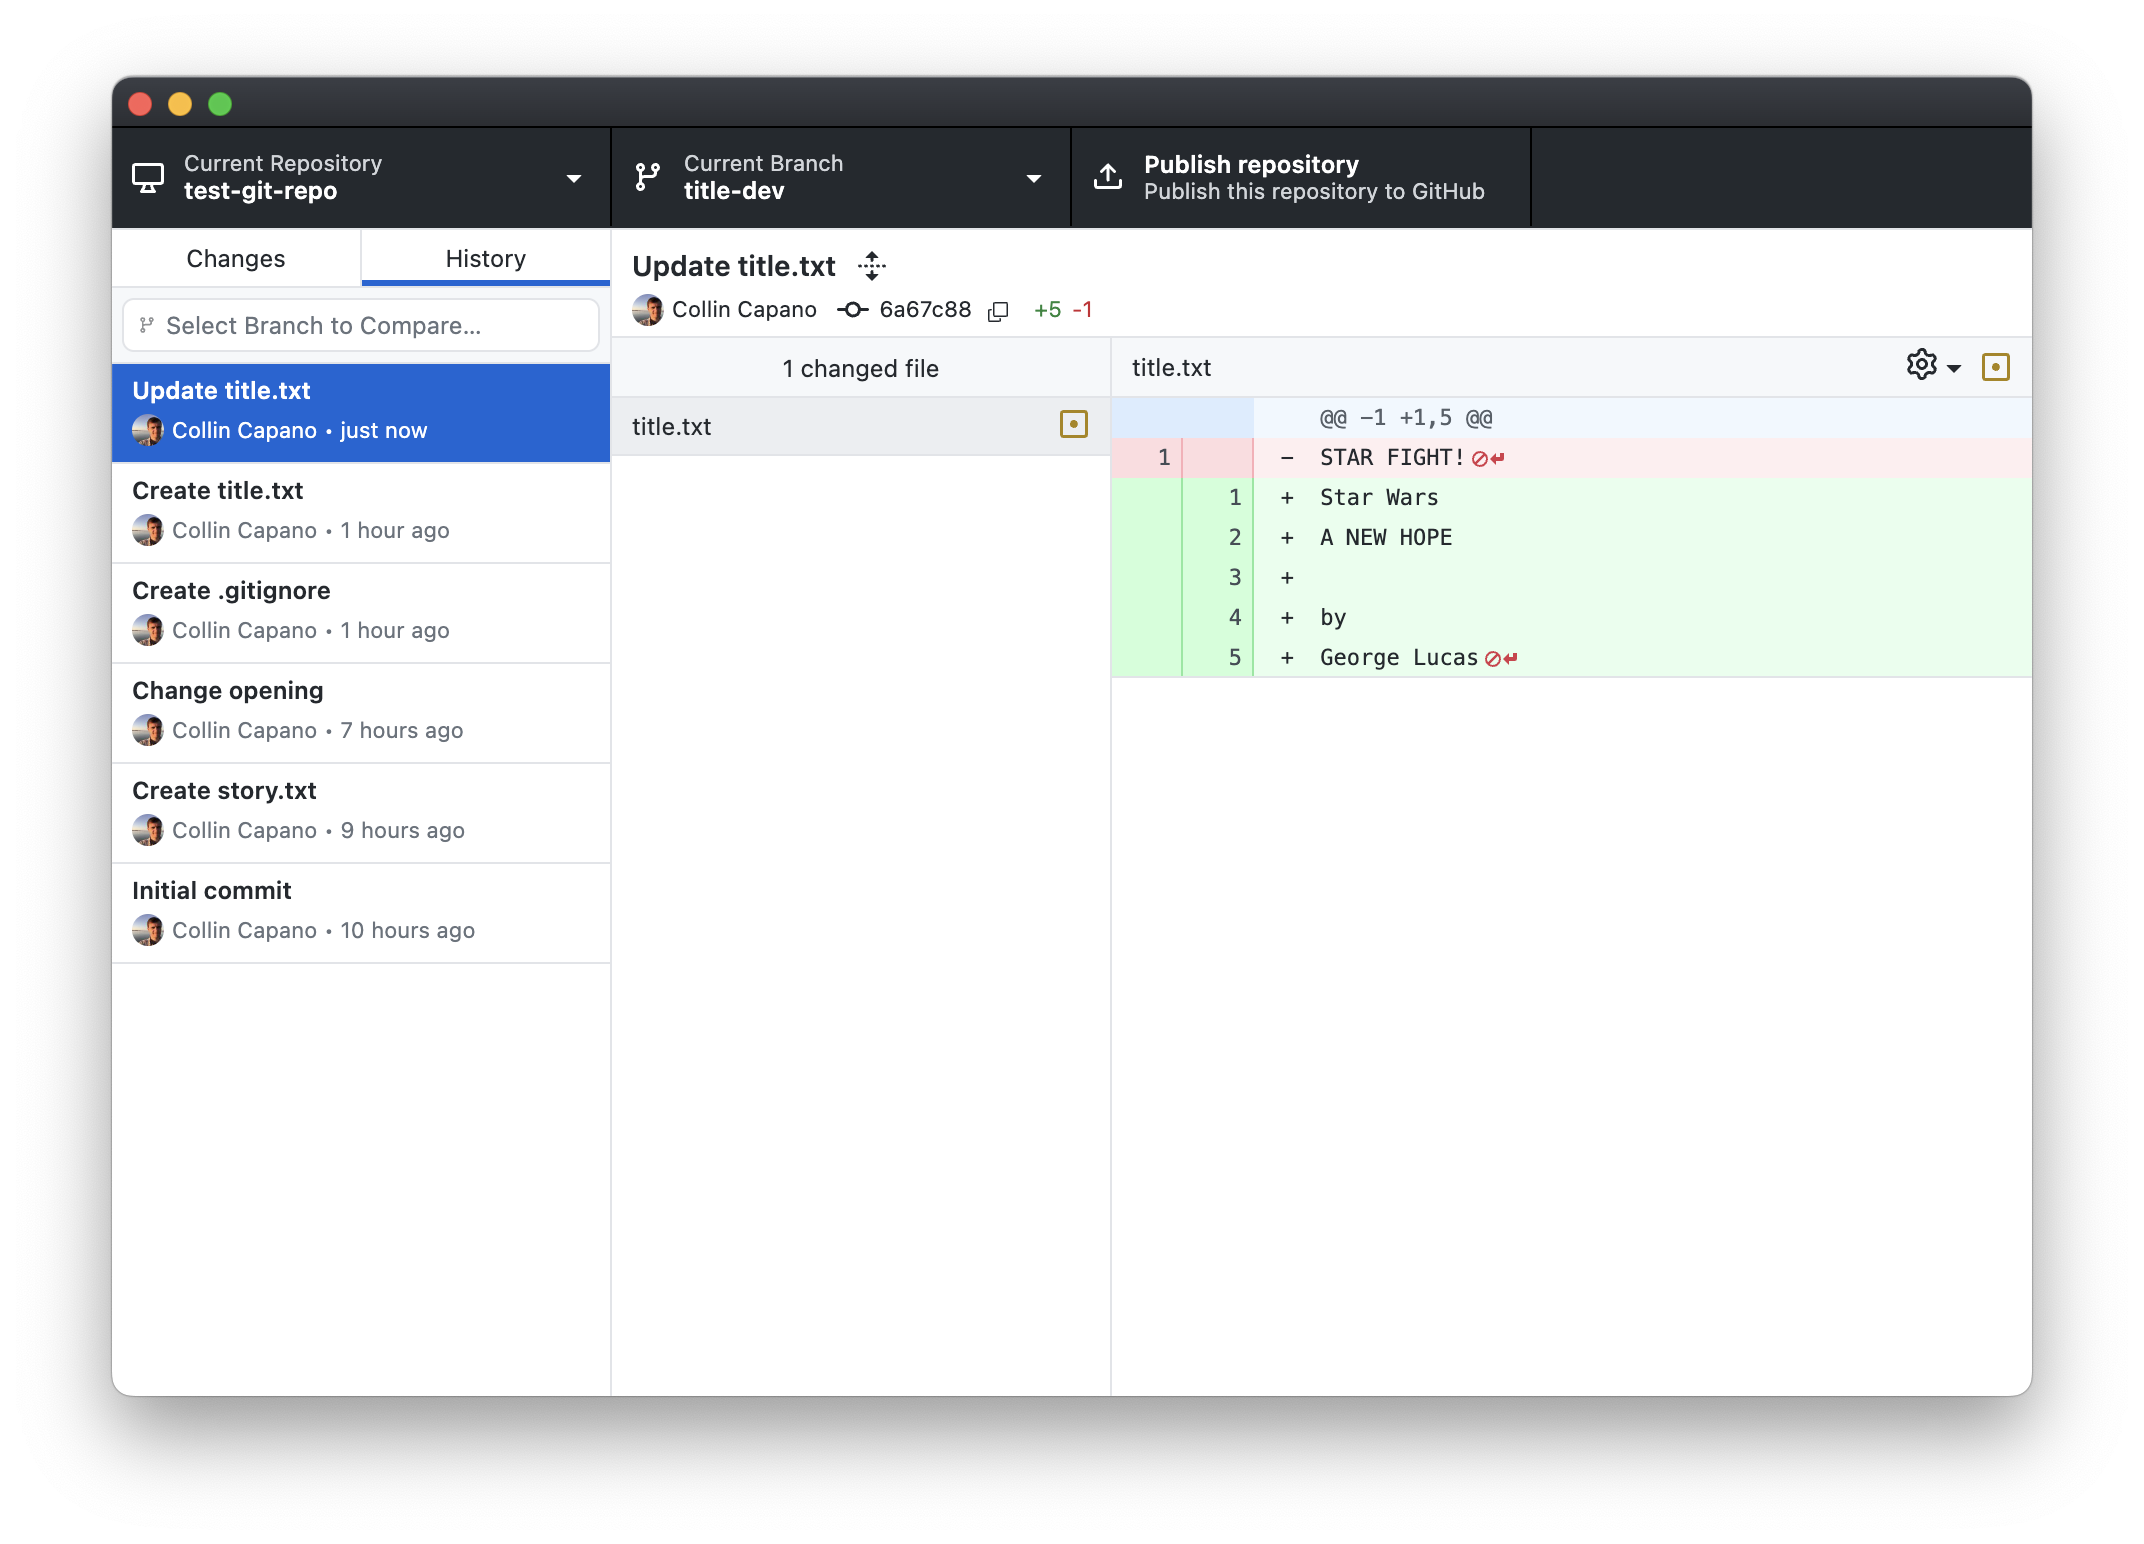 Current Repository
test-git-repo
Current Branch
title-dev
Publish repository
Publish this repository to GitHub
Changes
History
Select Branch to Compare...
Update title.txt
Collin Capano • just now
Create title.txt
Collin Capano • 1 hour ago
Create .gitignore
Collin Capano • 1 hour ago
Change opening
Collin Capano • 7 hours ago
Create story.txt
Collin Capano • 9 hours ago
Initial commit
Collin Capano • 10 hours ago
Update title.txt
Collin Capano 6a67c88 +5 -1
1 changed file
title.txt
title.txt
@@ -1 +1,5 @@
1 - STAR FIGHT!
1 + Star Wars
2 + A NEW HOPE
3 +
4 + by
5 + George Lucas